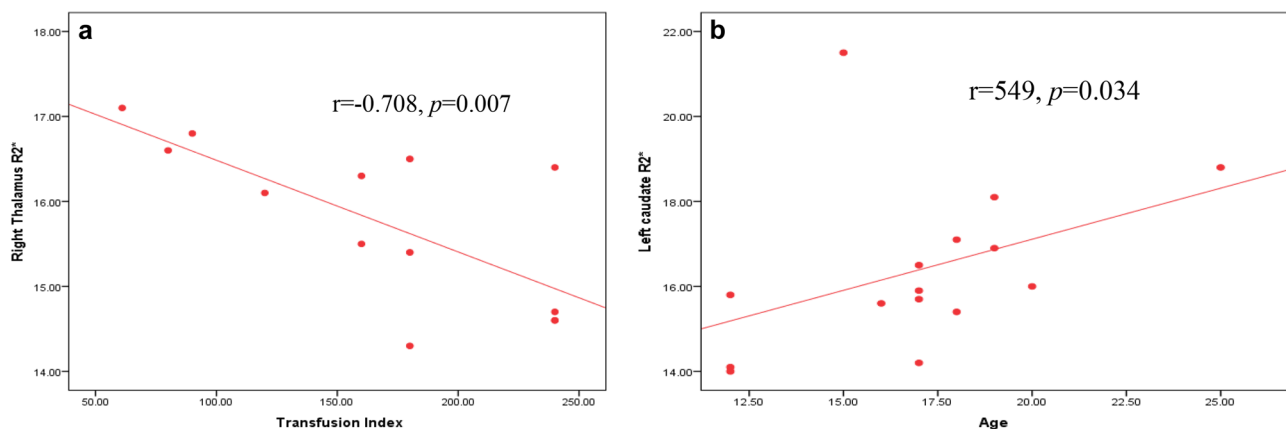 a
18.00
17.00
16.00
15.00
14.00
Right Thalamus R2*
r=-0.708, p=0.007
50.00 100.00 150.00 200.00 250.00
Transfusion Index
b
22.00
20.00
18.00
16.00
14.00
Left caudate R2*
r=549, p=0.034
12.50 15.00 17.50 20.00 22.50 25.00
Age